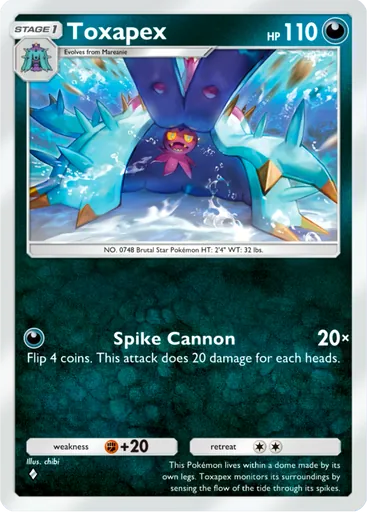 STAGE 1
Toxapex
HP 110
Evolves from Mareanie
NO. 0748 Brutal Star Pokémon HT: 2'4" WT: 32 lbs.
Spike Cannon 20×
Flip 4 coins. This attack does 20 damage for each heads.
weakness +20 retreat
Illus. chibi
This Pokémon lives within a dome made by its
own legs. Toxapex monitors its surroundings by
sensing the flow of the tide through its spikes.